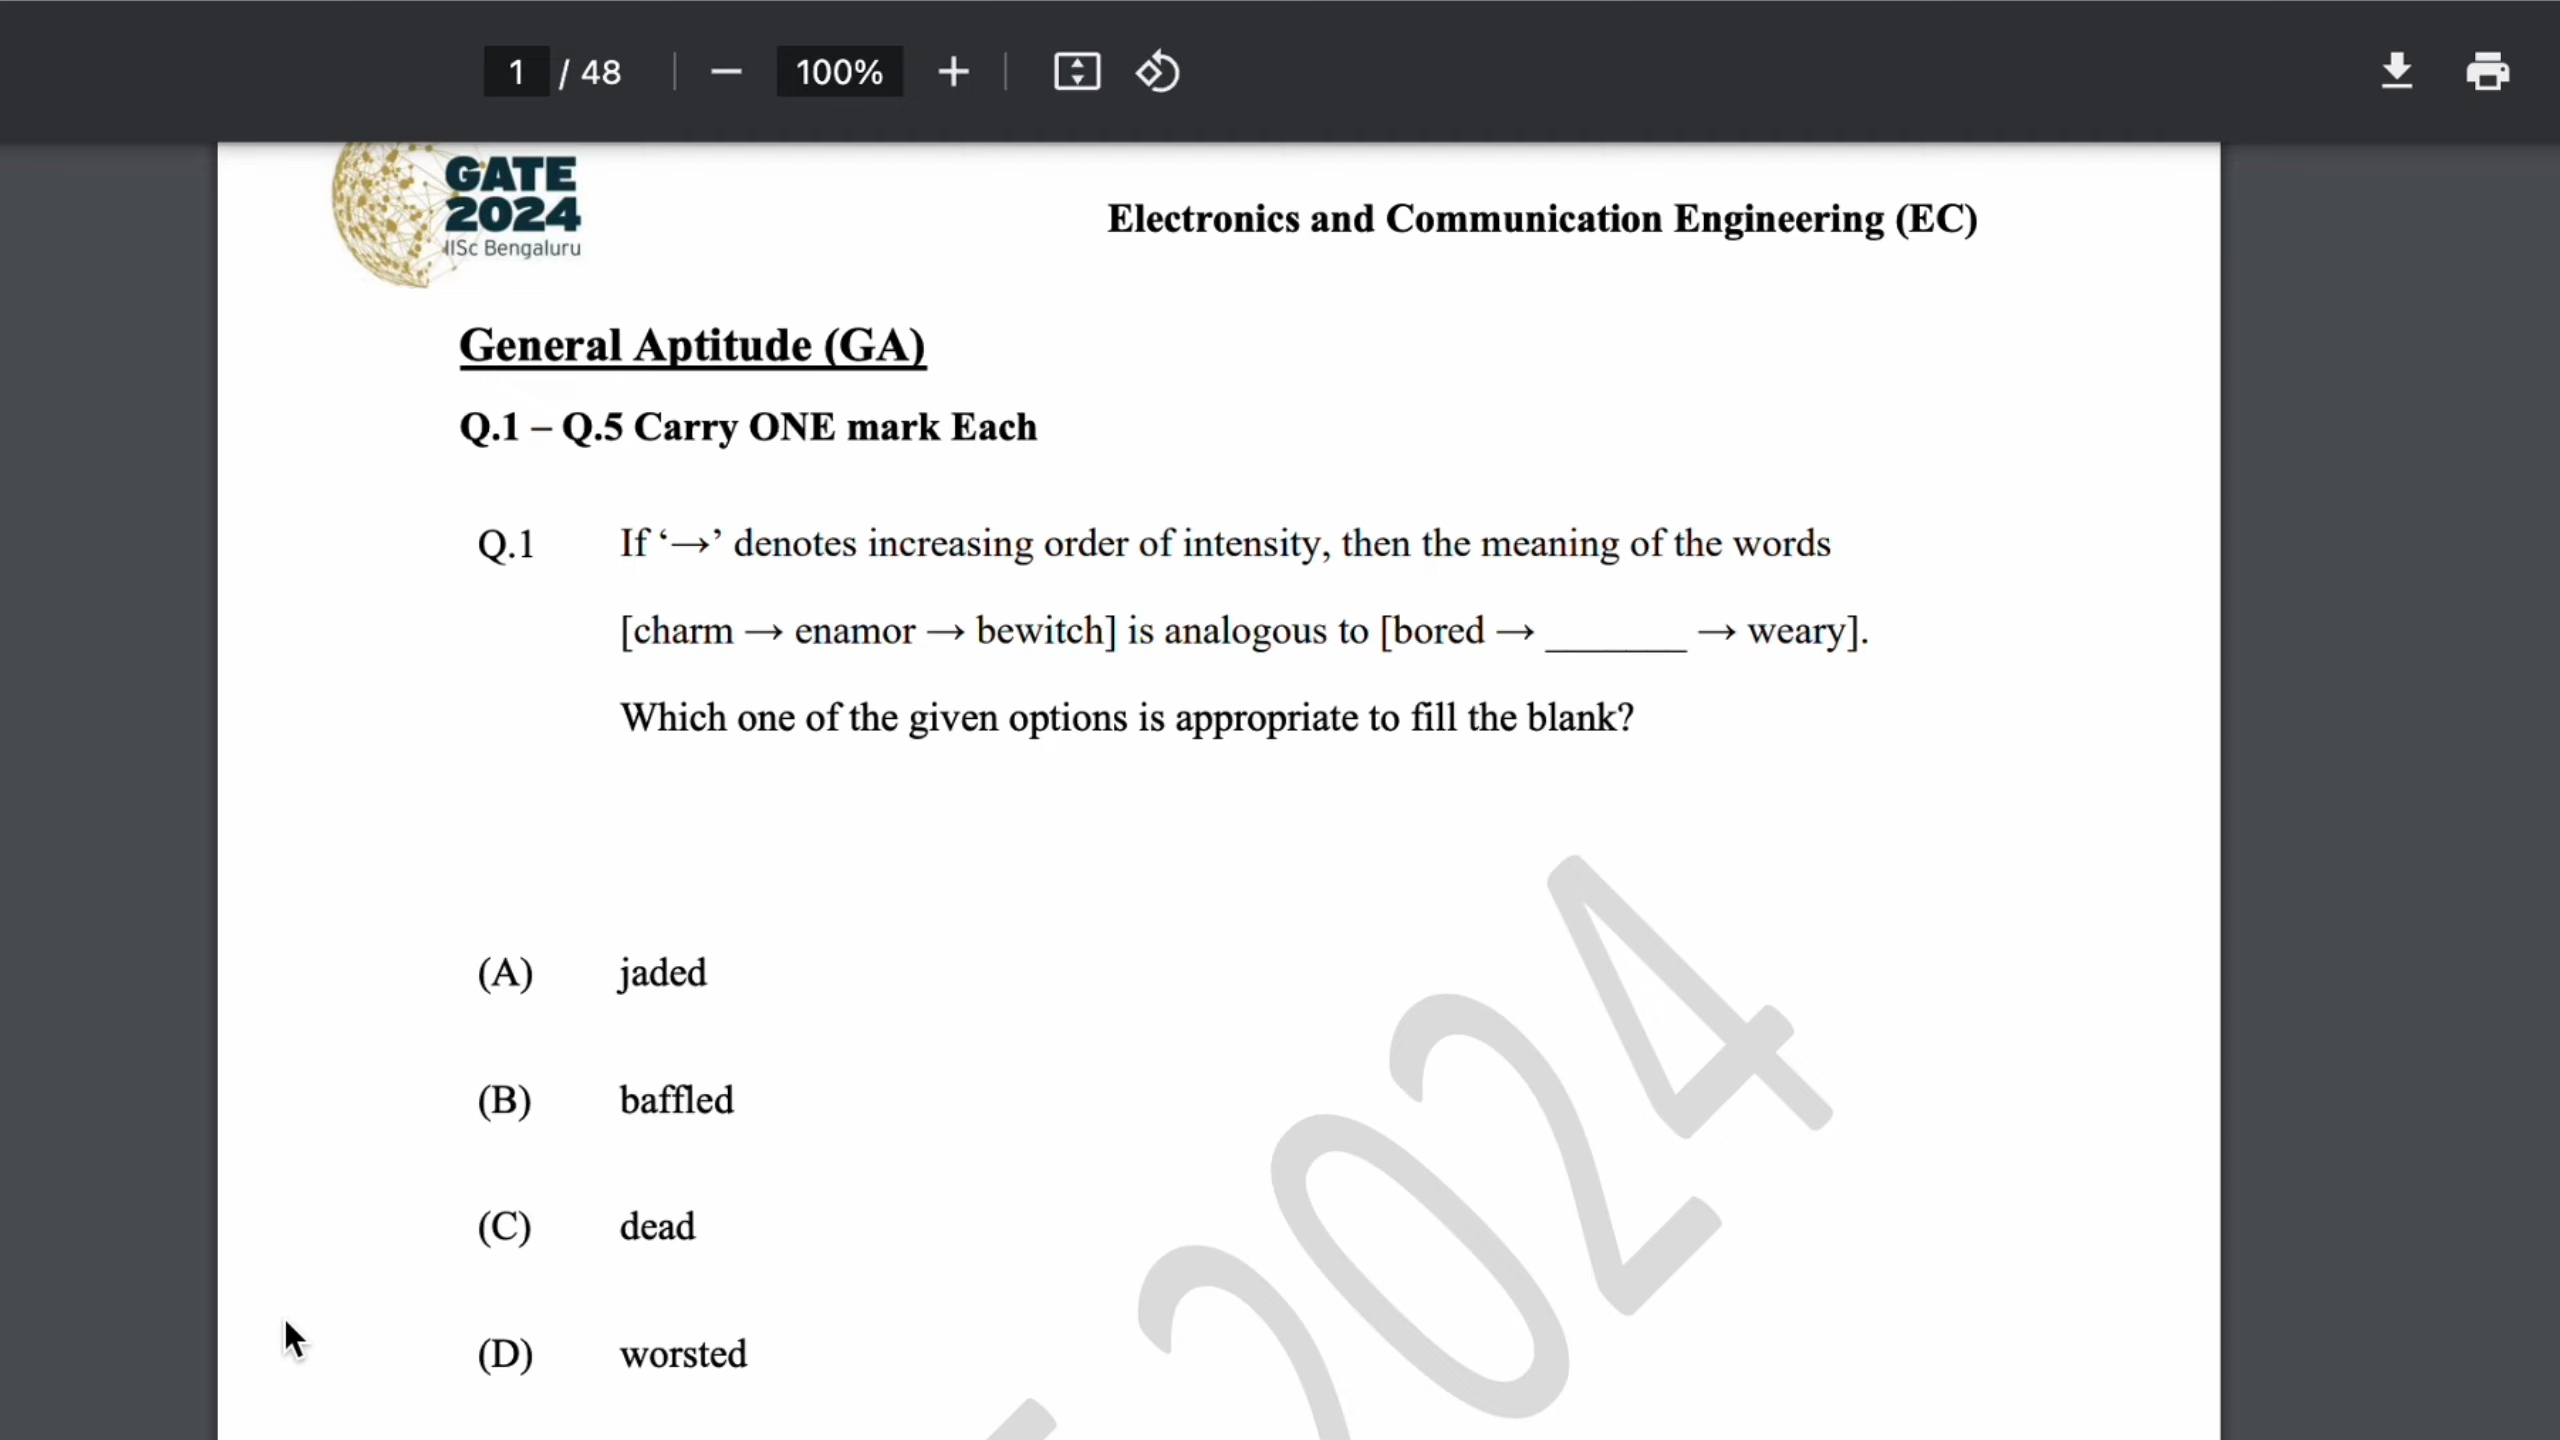 1 / 48 100%
GATE
2024
IISc Bengaluru
Electronics and Communication Engineering (EC)
General Aptitude (GA)
Q.1 – Q.5 Carry ONE mark Each
Q.1 If ‘→’ denotes increasing order of intensity, then the meaning of the words
[charm → enamor → bewitch] is analogous to [bored → _______ → weary].
Which one of the given options is appropriate to fill the blank?
(A) jaded
(B) baffled
(C) dead
(D) worsted
2024